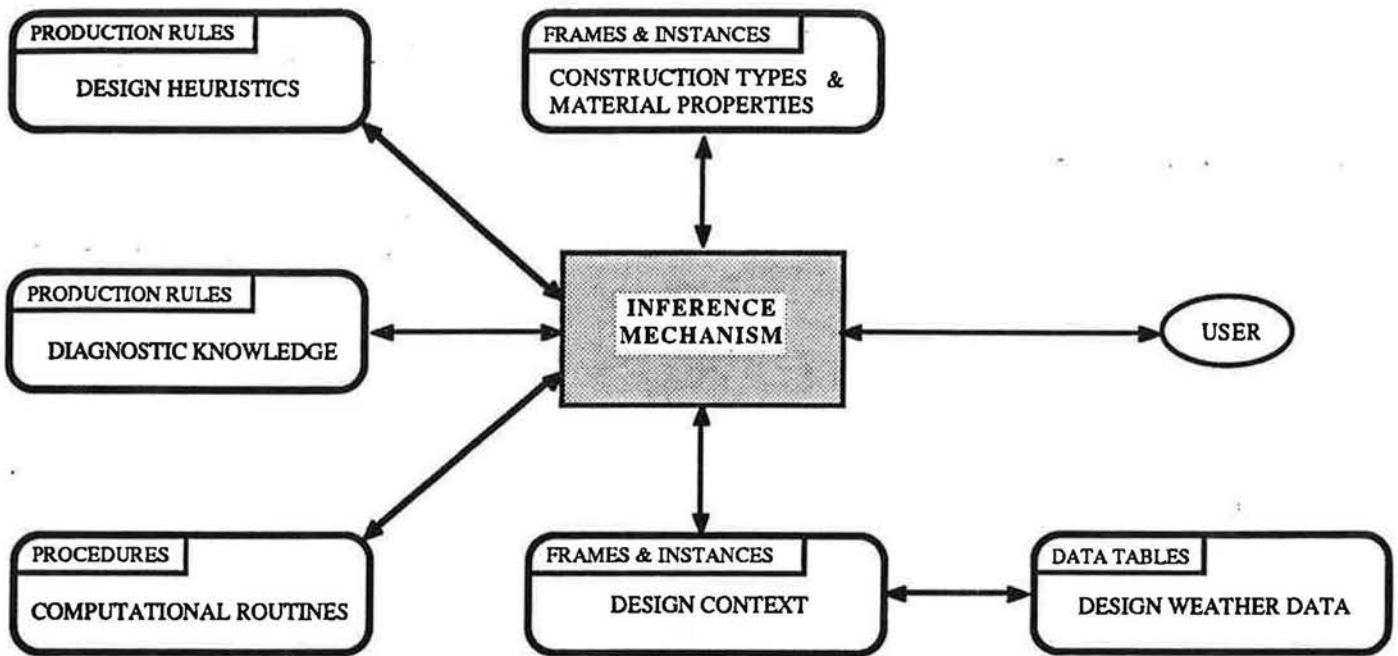 PRODUCTION RULES
DESIGN HEURISTICS
FRAMES & INSTANCES
CONSTRUCTION TYPES &
MATERIAL PROPERTIES
PRODUCTION RULES
DIAGNOSTIC KNOWLEDGE
INFERENCE
MECHANISM
USER
PROCEDURES
COMPUTATIONAL ROUTINES
FRAMES & INSTANCES
DESIGN CONTEXT
DATA TABLES
DESIGN WEATHER DATA